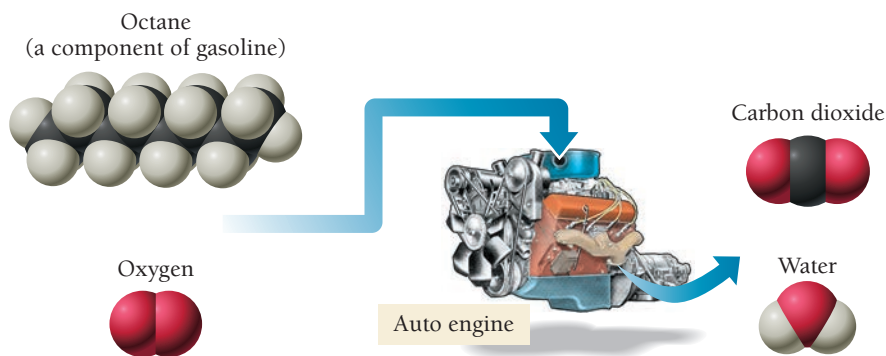 Octane
(a component of gasoline)
Carbon dioxide
Oxygen
Water
Auto engine